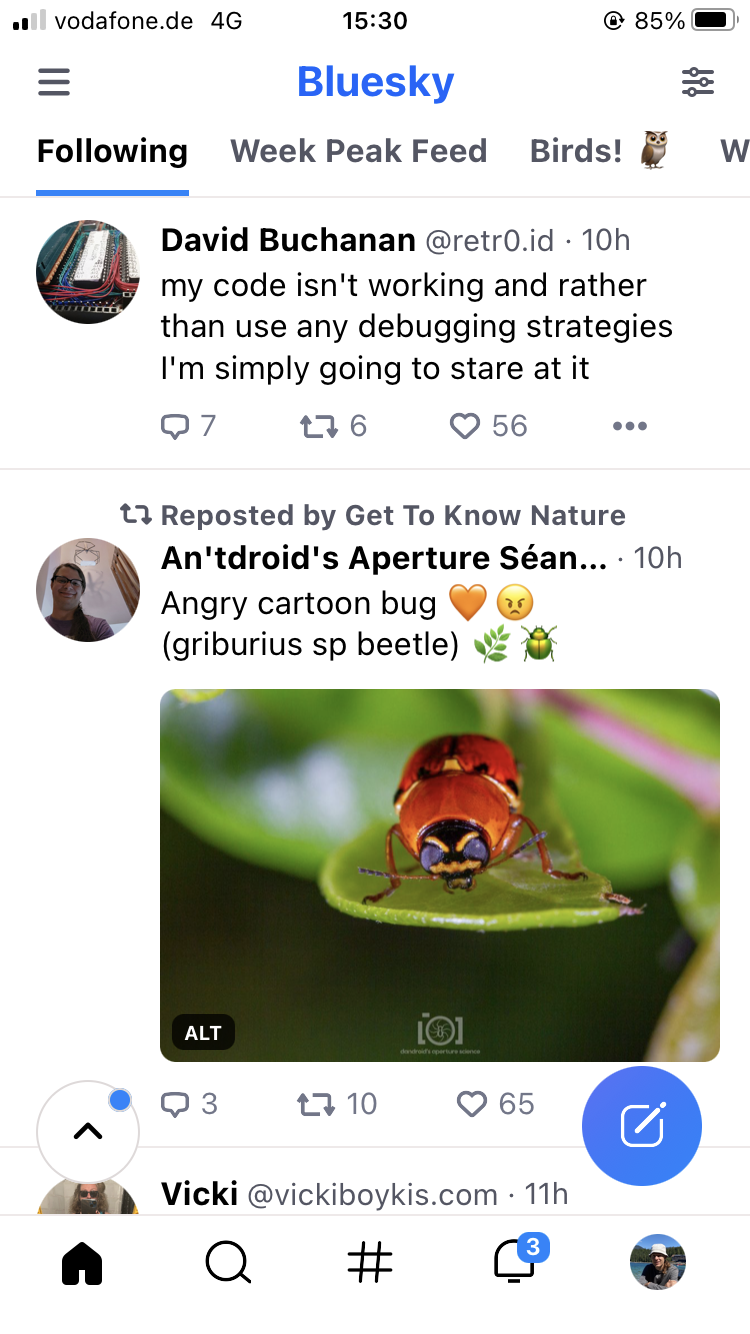 vodafone.de 4G 15:30 85%
Bluesky
Following Week Peak Feed Birds! W
David Buchanan @retr0.id · 10h
my code isn't working and rather
than use any debugging strategies
I'm simply going to stare at it
7 6 56
Reposted by Get To Know Nature
An'tdroid's Aperture Séan... · 10h
Angry cartoon bug 🧡😠
(griburius sp beetle) 🌿🪲
ALT
dandroid's aperture science
3 10 65
Vicki @vickiboykis.com · 11h
3